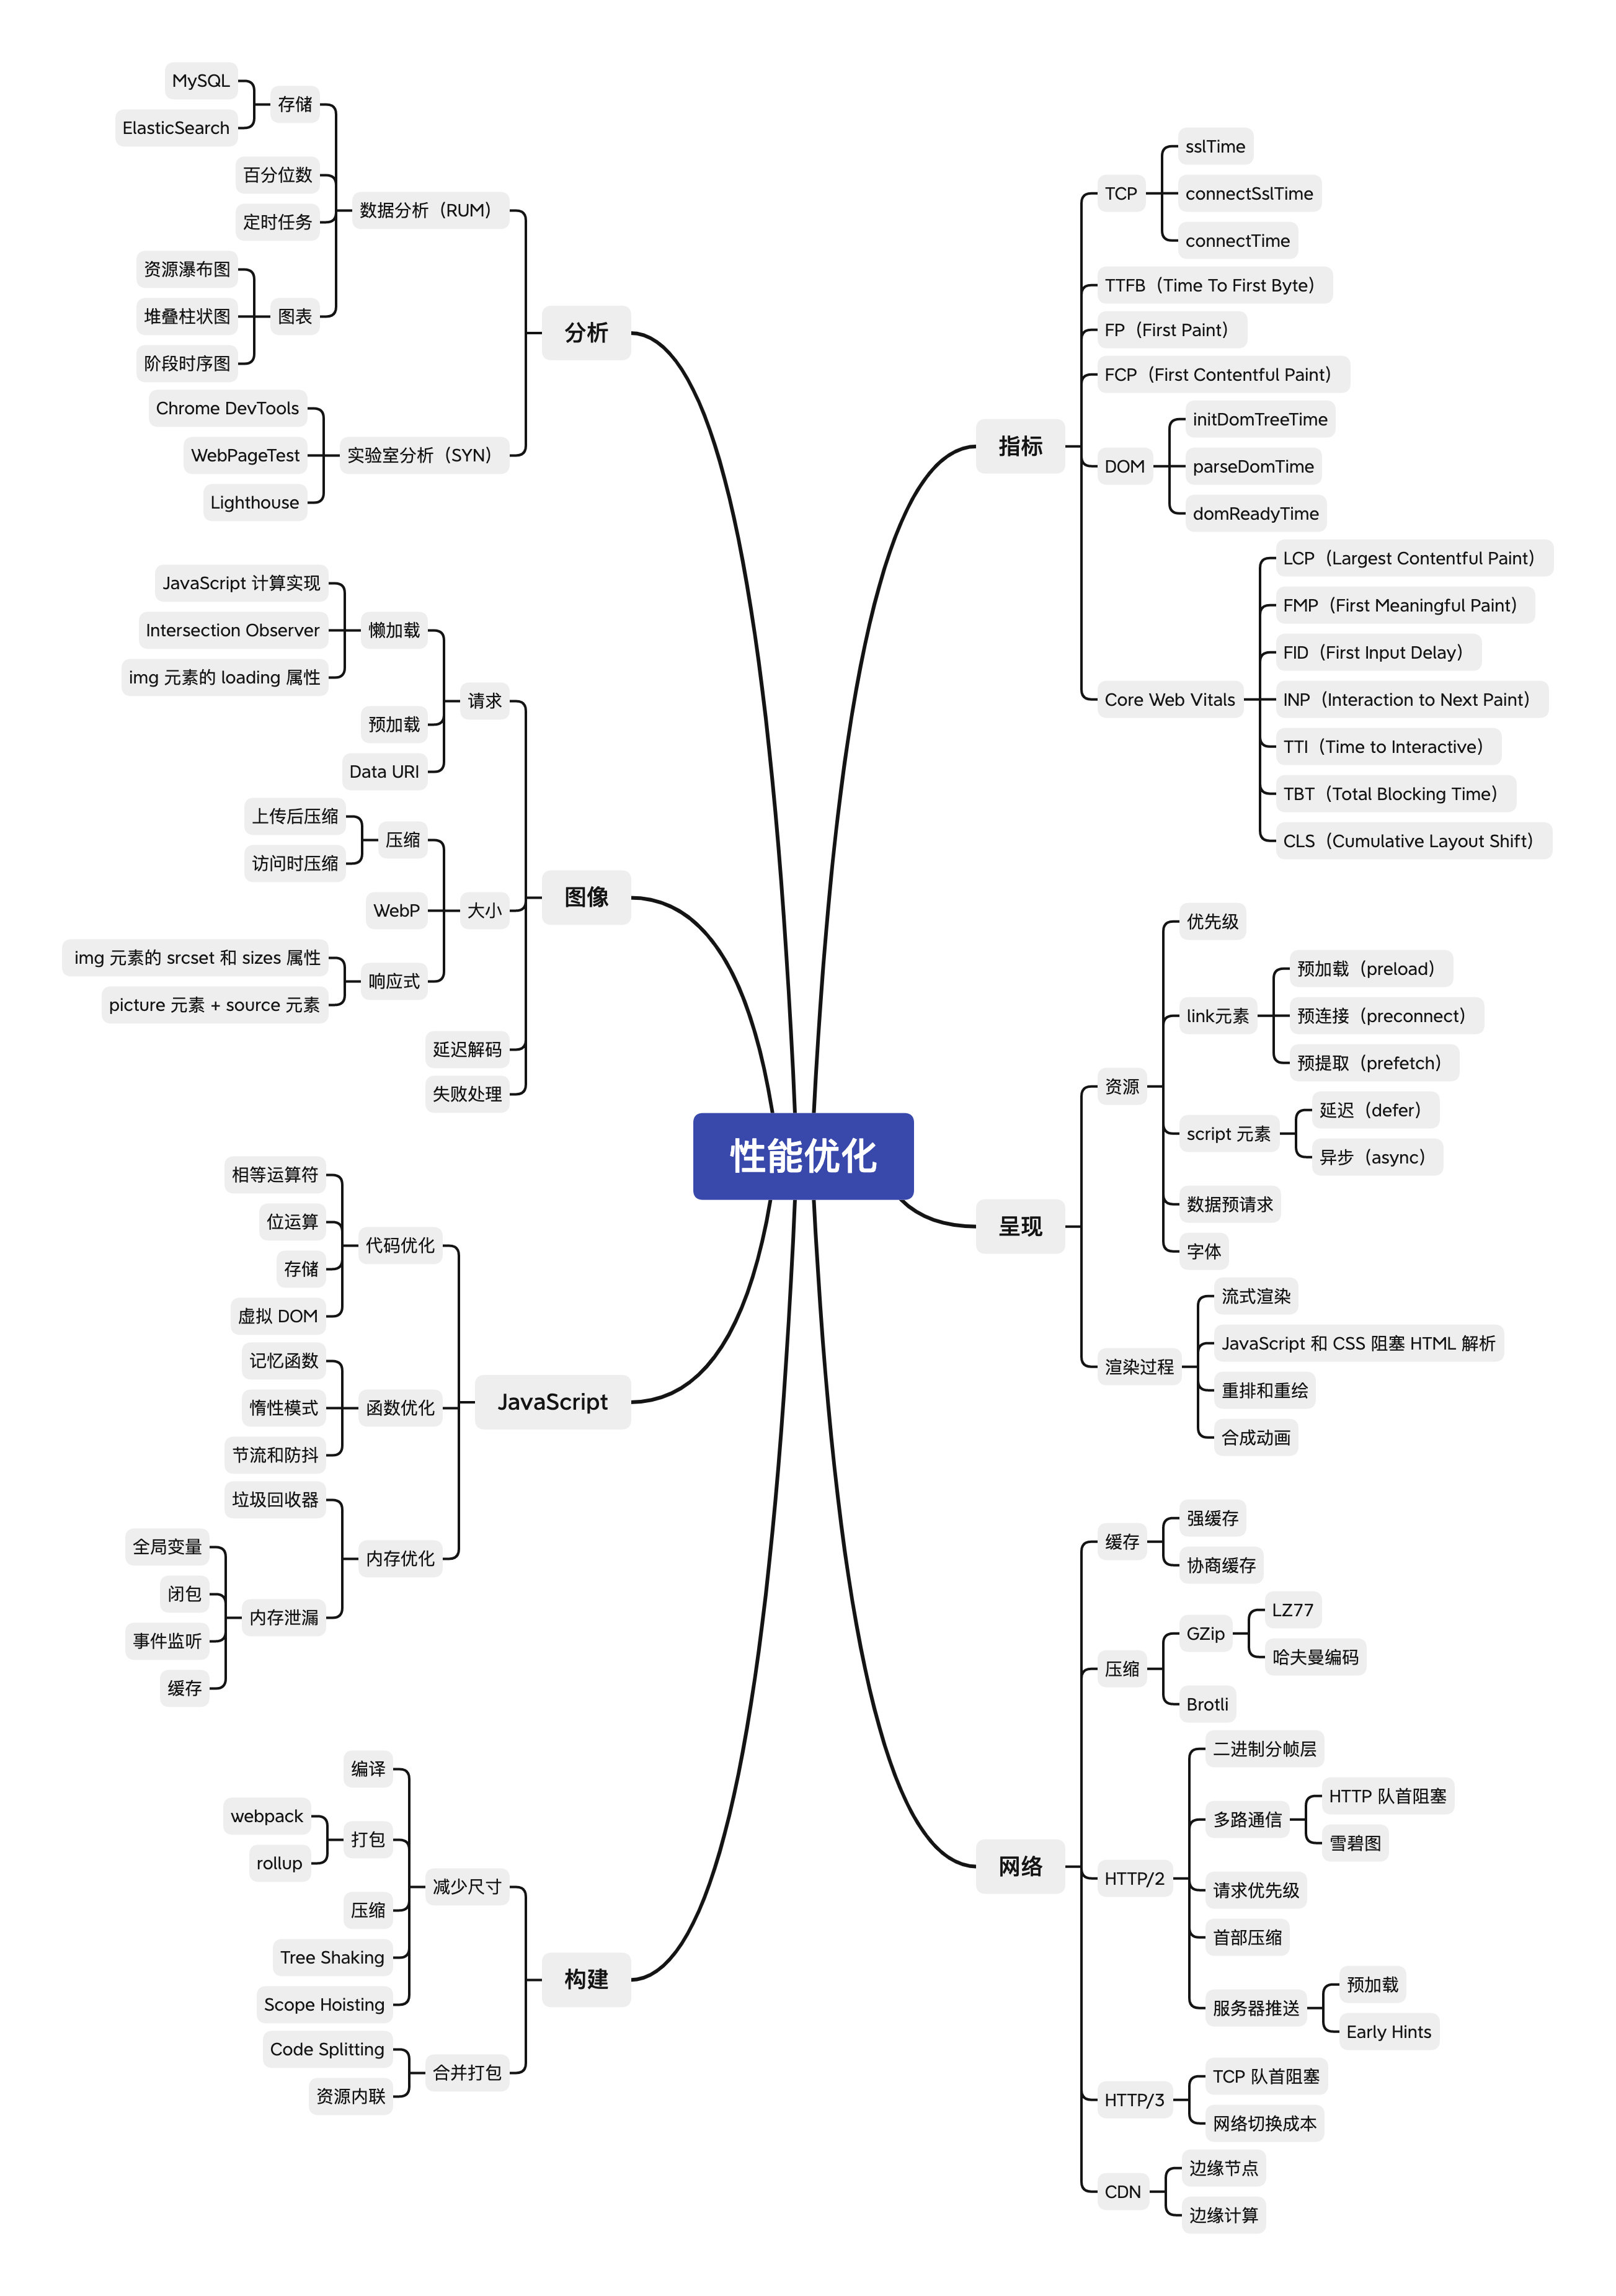 性能优化
指标
TCP
sslTime
connectSslTime
connectTime
TTFB（Time To First Byte）
FP（First Paint）
FCP（First Contentful Paint）
DOM
initDomTreeTime
parseDomTime
domReadyTime
Core Web Vitals
LCP（Largest Contentful Paint）
FMP（First Meaningful Paint）
FID（First Input Delay）
INP（Interaction to Next Paint）
TTI（Time to Interactive）
TBT（Total Blocking Time）
CLS（Cumulative Layout Shift）
呈现
资源
优先级
link元素
预加载（preload）
预连接（preconnect）
预提取（prefetch）
script 元素
延迟（defer）
异步（async）
数据预请求
字体
渲染过程
流式渲染
JavaScript 和 CSS 阻塞 HTML 解析
重排和重绘
合成动画
网络
缓存
强缓存
协商缓存
压缩
GZip
LZ77
哈夫曼编码
Brotli
HTTP/2
二进制分帧层
多路通信
HTTP 队首阻塞
雪碧图
请求优先级
首部压缩
服务器推送
预加载
Early Hints
HTTP/3
TCP 队首阻塞
网络切换成本
CDN
边缘节点
边缘计算
分析
数据分析（RUM）
存储
MySQL
ElasticSearch
百分位数
定时任务
图表
资源瀑布图
堆叠柱状图
阶段时序图
实验室分析（SYN）
Chrome DevTools
WebPageTest
Lighthouse
图像
请求
懒加载
JavaScript 计算实现
Intersection Observer
img 元素的 loading 属性
预加载
Data URI
大小
压缩
上传后压缩
访问时压缩
WebP
响应式
img 元素的 srcset 和 sizes 属性
picture 元素 + source 元素
延迟解码
失败处理
JavaScript
代码优化
相等运算符
位运算
存储
虚拟 DOM
函数优化
记忆函数
惰性模式
节流和防抖
内存优化
垃圾回收器
内存泄漏
全局变量
闭包
事件监听
缓存
构建
减少尺寸
编译
打包
webpack
rollup
压缩
Tree Shaking
Scope Hoisting
合并打包
Code Splitting
资源内联